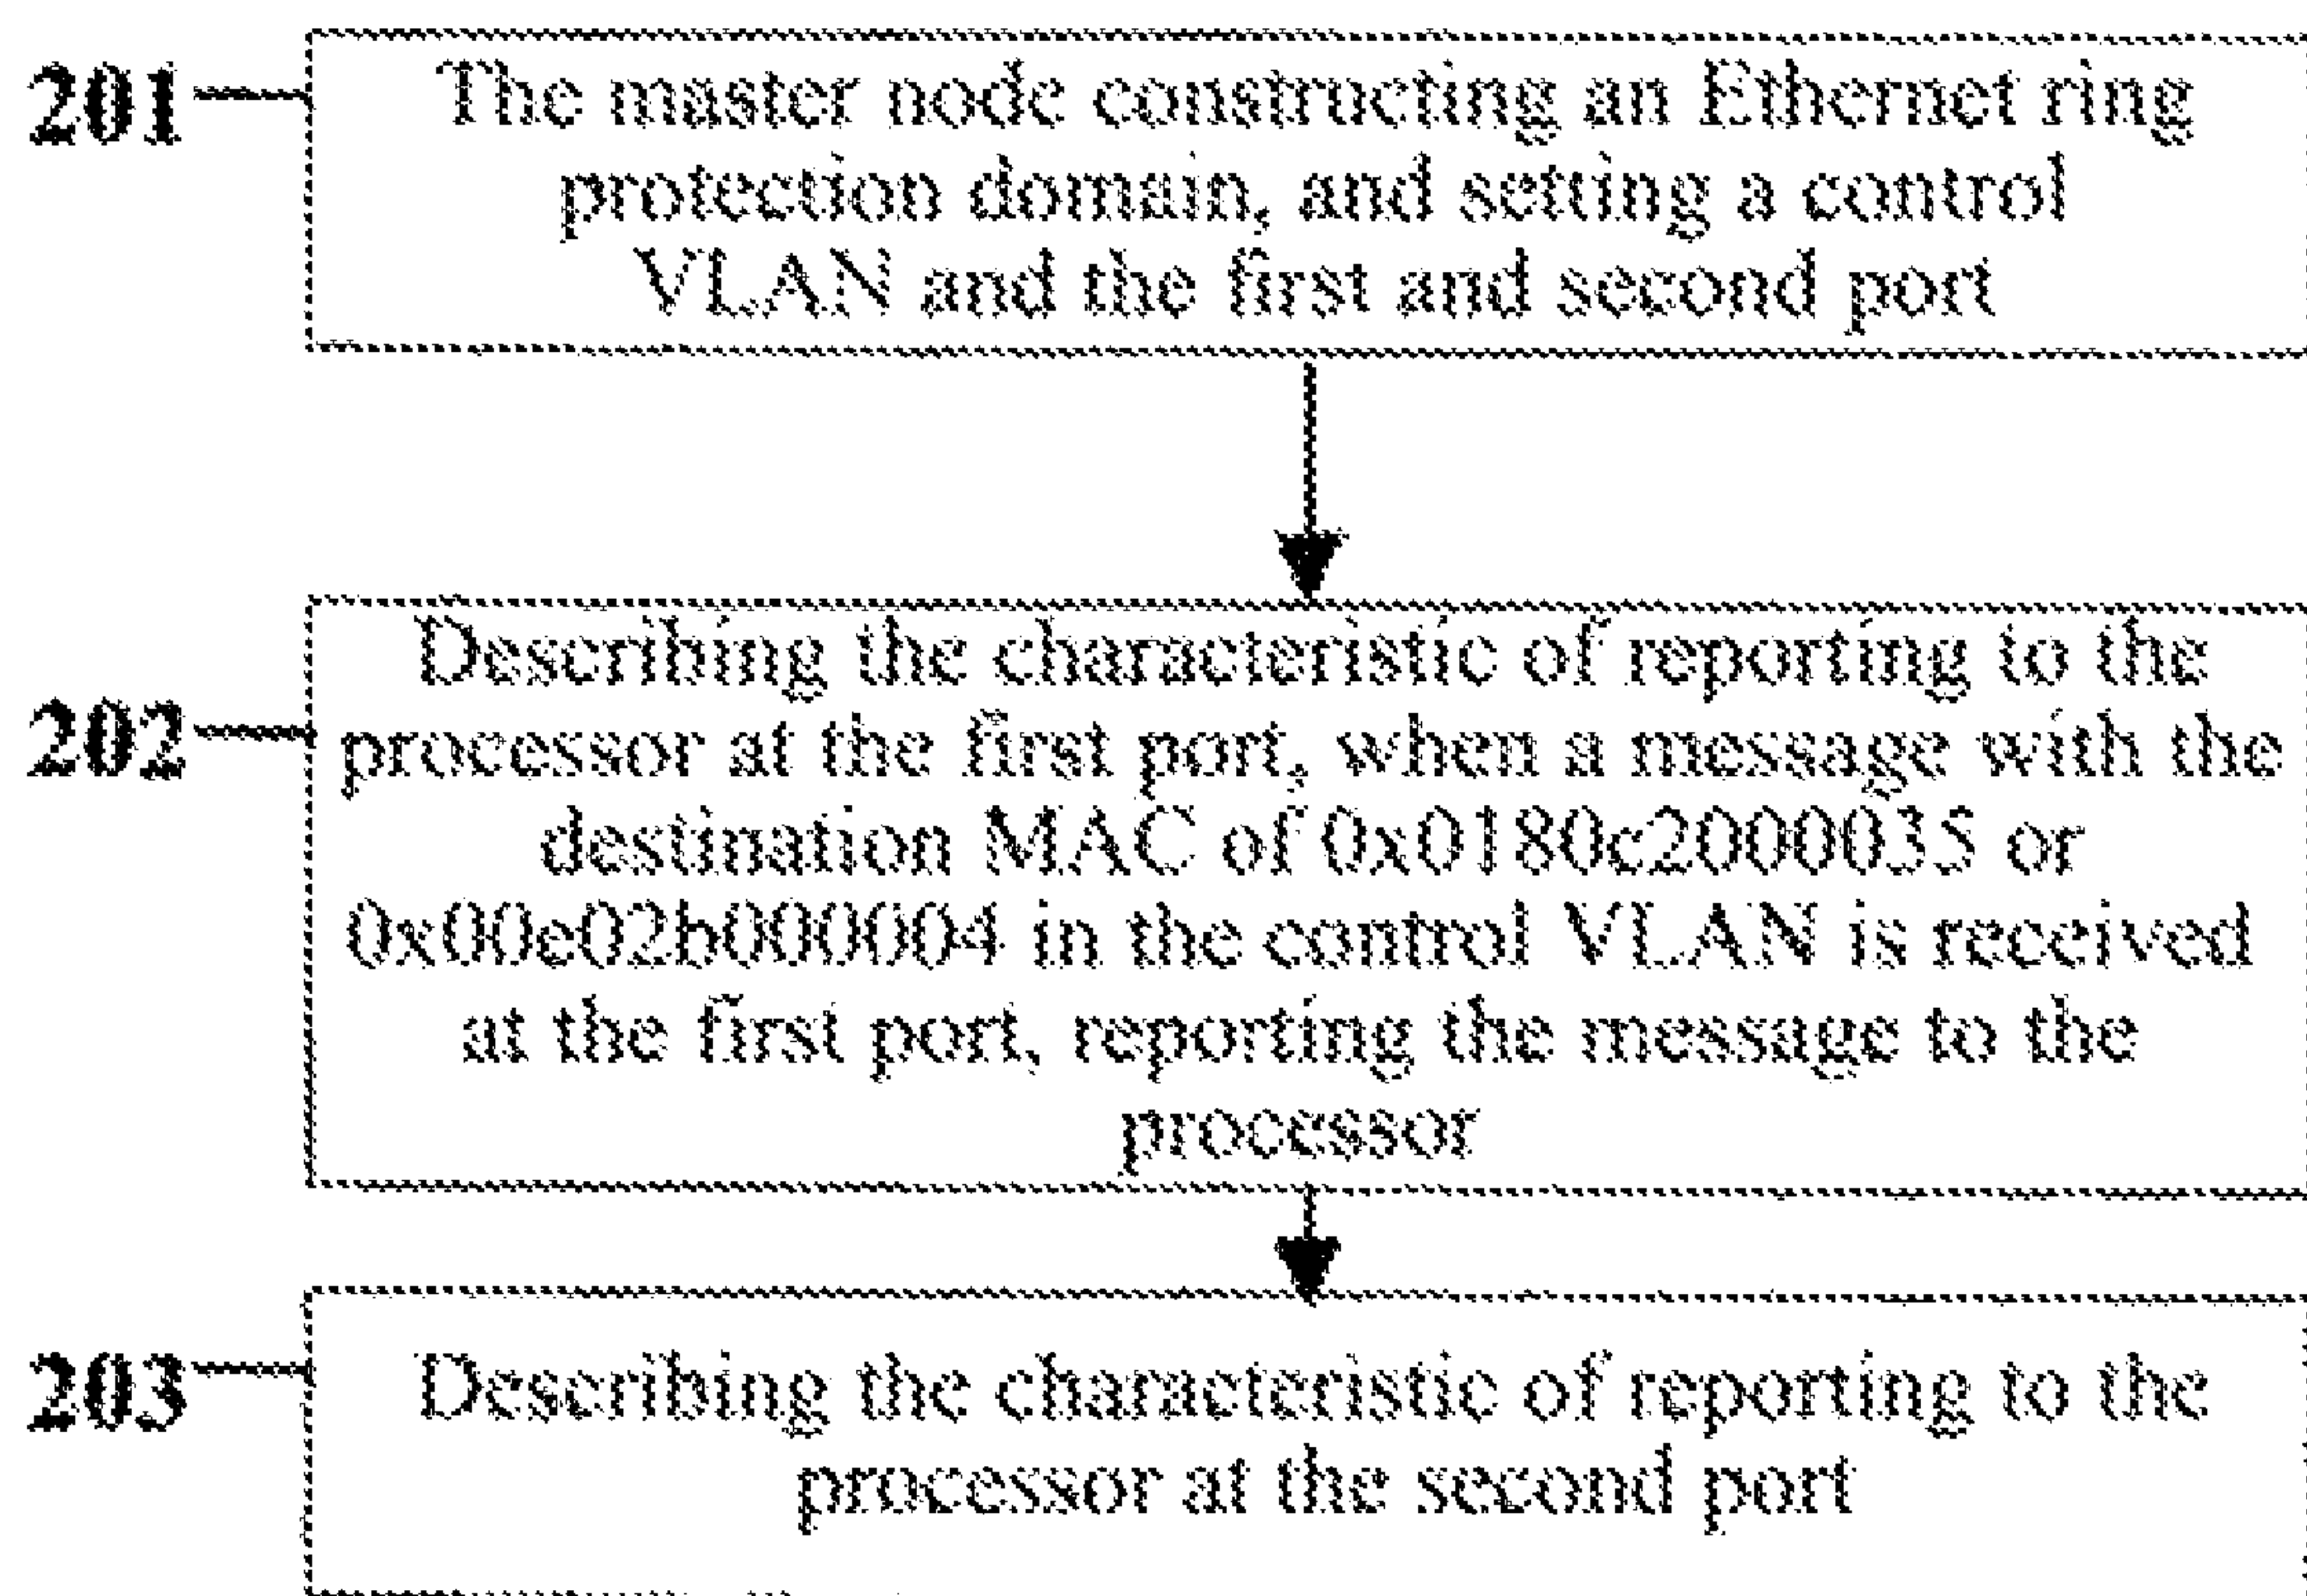 201
The master node constructing an Ethernet ring
protection domain, and setting a control
VLAN and the first and second port
202
Describing the characteristic of reporting to the
processor at the first port, when a message with the
destination MAC of 0x0180c2000035 or
0x00e02b000004 in the control VLAN is received
at the first port, reporting the message to the
processor
203
Describing the characteristic of reporting to the
processor at the second port